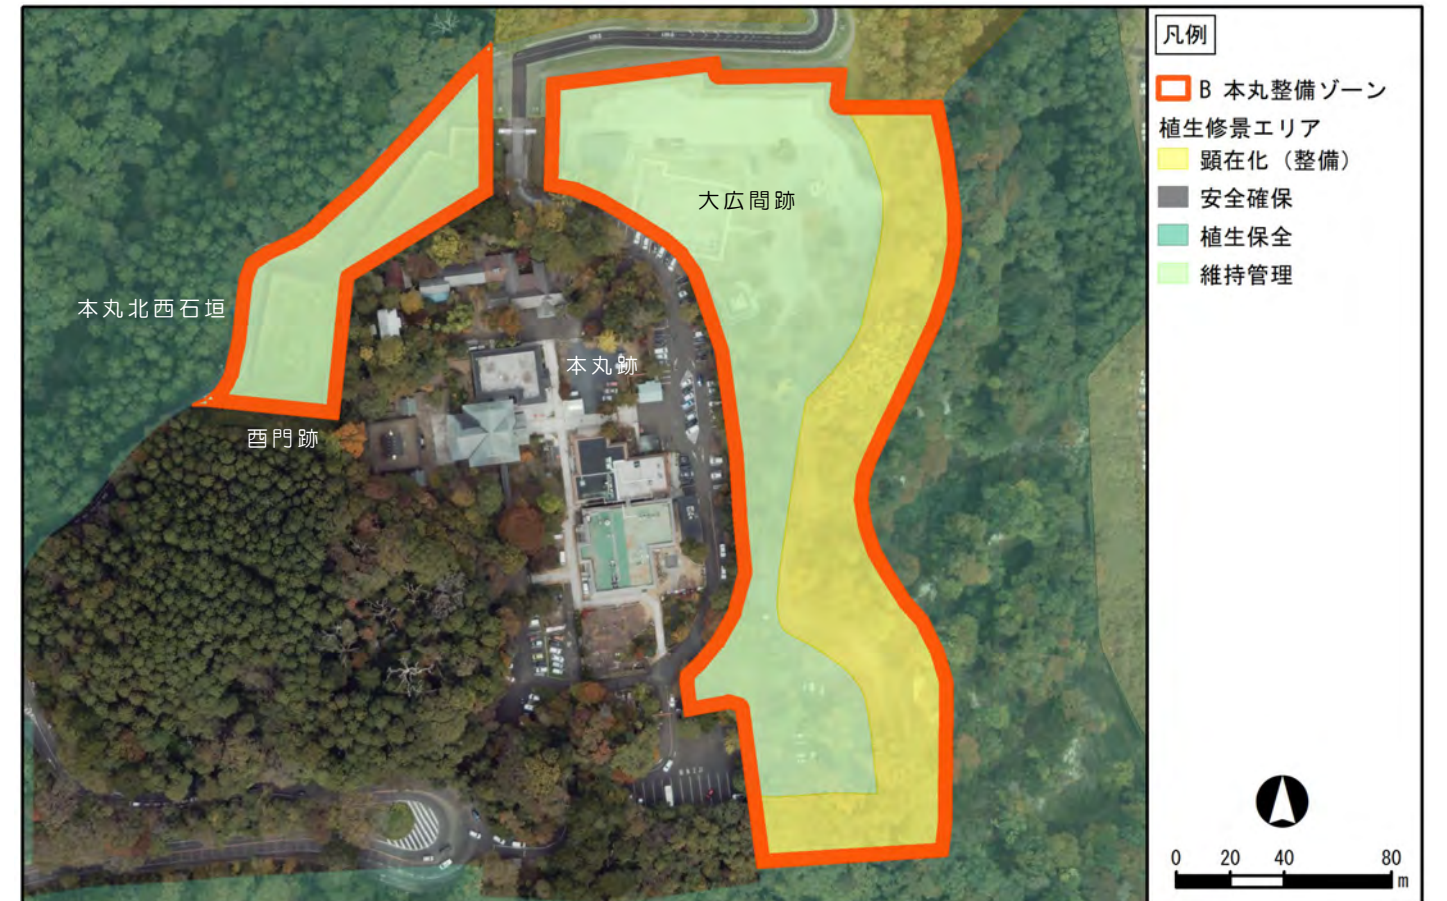 凡例
B 本丸整備ゾーン
植生修景エリア
顕在化（整備）
安全確保
植生保全
維持管理
大広間跡
本丸北西石垣
本丸跡
酉門跡
0 20 40 80
m